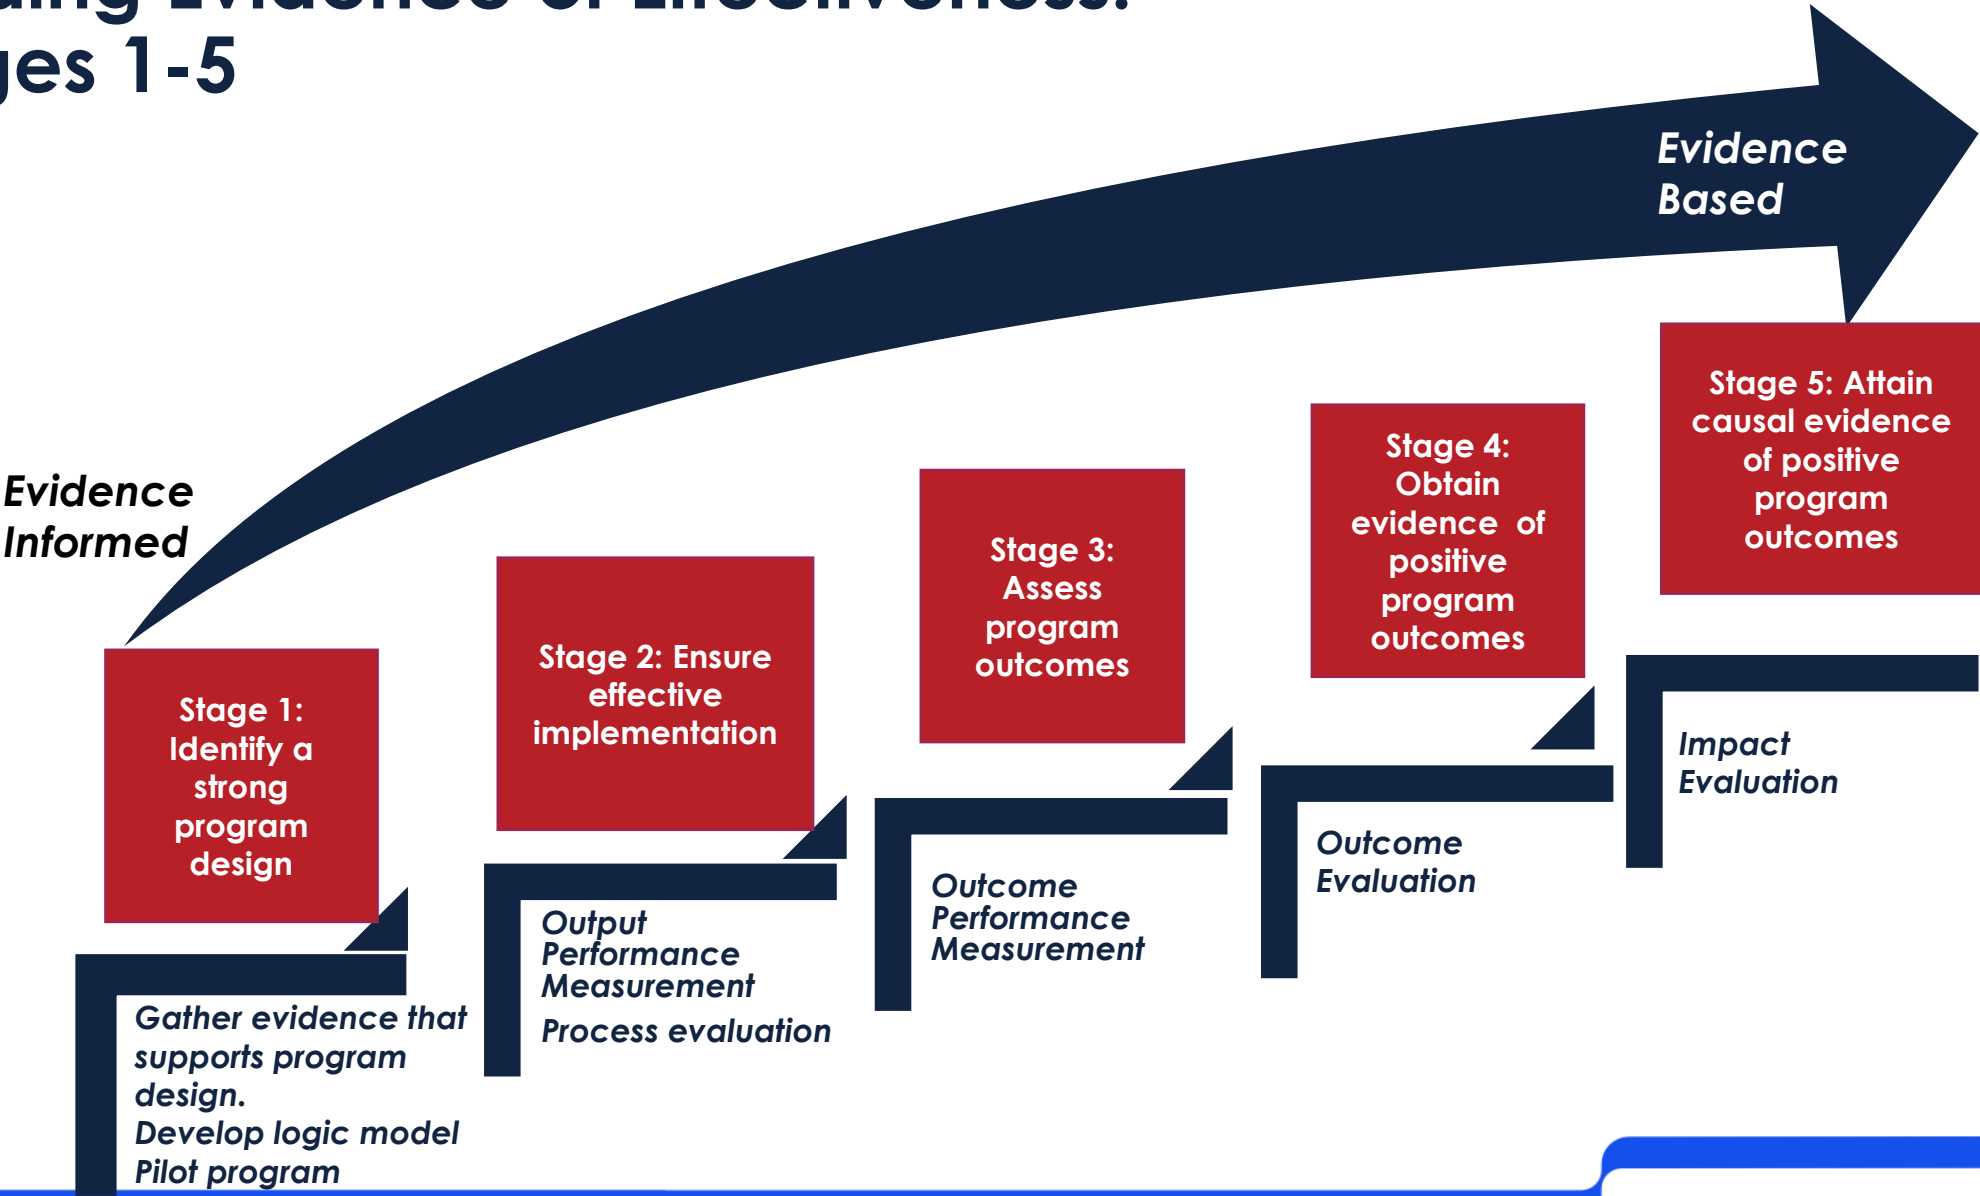 Evidence of Effectiveness:
ges 1-5
Evidence
Based
Evidence
Informed
Stage 1:
Identify a
strong
program
design
Stage 2: Ensure
effective
implementation
Stage 3:
Assess
program
outcomes
Stage 4:
Obtain
evidence of
positive
program
outcomes
Stage 5: Attain
causal evidence
of positive
program
outcomes
Gather evidence that
supports program
design.
Develop logic model
Pilot program
Output
Performance
Measurement
Process evaluation
Outcome
Performance
Measurement
Outcome
Evaluation
Impact
Evaluation